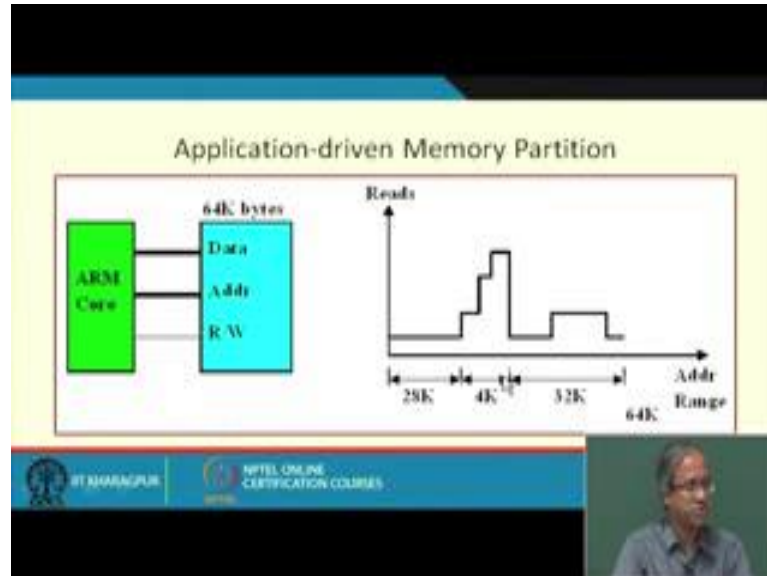 Application-driven Memory Partition
64K bytes
ARM
Core
Data
Addr
R/W
Reads
28K
4K
32K
64K
Addr
Range
IIT KHARAGPUR
NPTEL ONLINE
CERTIFICATION COURSES
NPTEL